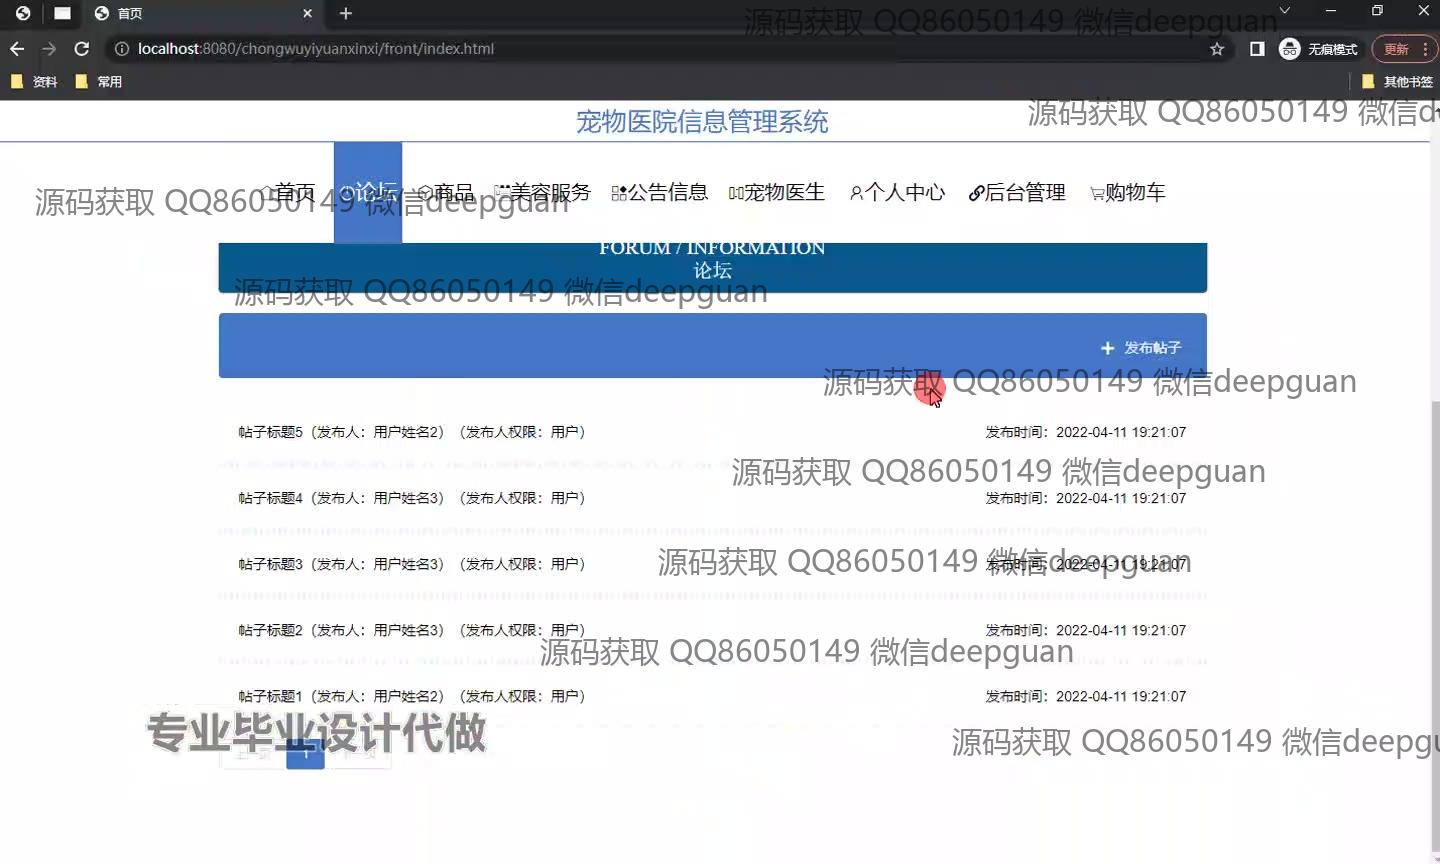 首页
源码获取 QQ86050149 微信deepguan
localhost:8080/chongwuyiyuanxinxi/front/index.html
无痕模式
更新
资料
常用
其他书签
宠物医院信息管理系统
源码获取 QQ86050149 微信d
首页 论坛 商品 美容服务 公告信息 宠物医生 个人中心 后台管理 购物车
源码获取 QQ86050149 微信deepguan
FORUM / INFORMATION
论坛
源码获取 QQ86050149 微信deepguan
+ 发布帖子
源码获取 QQ86050149 微信deepguan
帖子标题5（发布人：用户姓名2）（发布人权限：用户） 发布时间：2022-04-11 19:21:07
源码获取 QQ86050149 微信deepguan
帖子标题4（发布人：用户姓名3）（发布人权限：用户） 发布时间：2022-04-11 19:21:07
帖子标题3（发布人：用户姓名3）（发布人权限：用户） 发布时间：2022-04-11 19:21:07
源码获取 QQ86050149 微信deepguan
帖子标题2（发布人：用户姓名3）（发布人权限：用户） 发布时间：2022-04-11 19:21:07
源码获取 QQ86050149 微信deepguan
帖子标题1（发布人：用户姓名2）（发布人权限：用户） 发布时间：2022-04-11 19:21:07
专业毕业设计代做
源码获取 QQ86050149 微信deepgu